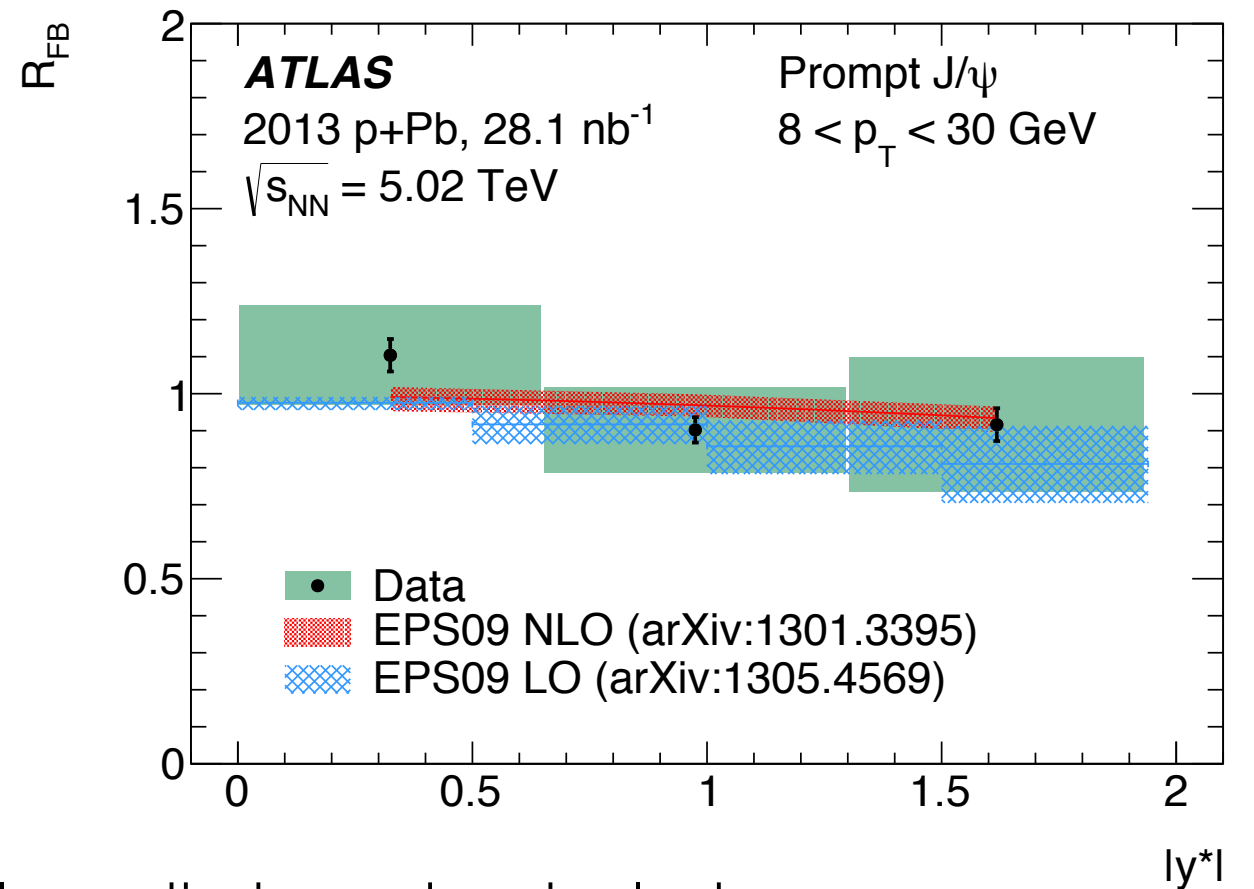 R_FB
2
1.5
1
0.5
0
ATLAS
2013 p+Pb, 28.1 nb⁻¹
√s_NN = 5.02 TeV
Prompt J/ψ
8 < p_T < 30 GeV
Data
EPS09 NLO (arXiv:1301.3395)
EPS09 LO (arXiv:1305.4569)
0 0.5 1 1.5 2
|y*|